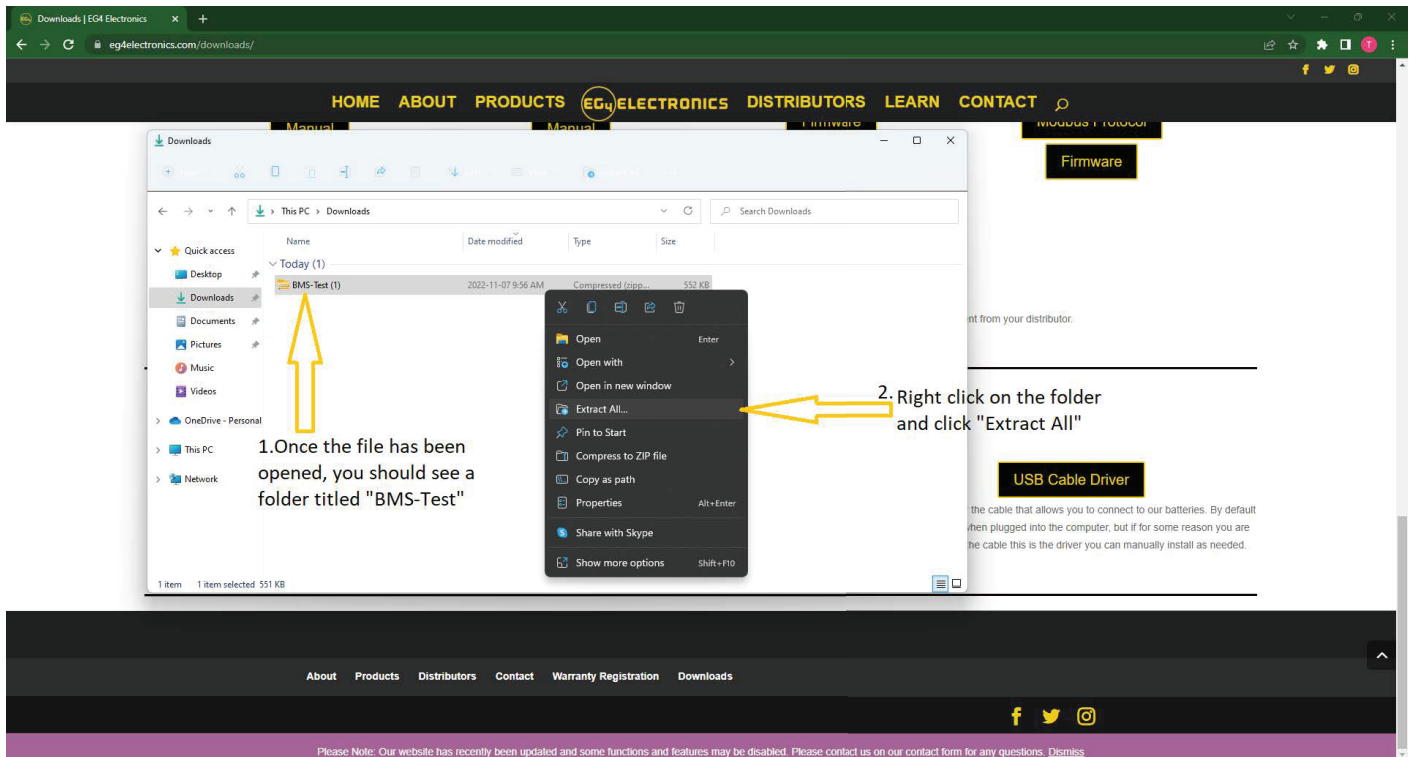 Downloads | EG4 Electronics
eg4electronics.com/downloads/
HOME ABOUT PRODUCTS EG4 ELECTRONICS DISTRIBUTORS LEARN CONTACT
Manual Manual Firmware Modbus Protocol
Firmware
Downloads
This PC > Downloads
Search Downloads
Name Date modified Type Size
Quick access
Today (1)
Desktop
BMS-Test (1) 2022-11-07 9:56 AM Compressed (zipp... 552 KB
Downloads
Documents
Pictures
Music
Videos
OneDrive - Personal
This PC
Network
1 item 1 item selected 551 KB
Open Enter
Open with
Open in new window
Extract All...
Pin to Start
Compress to ZIP file
Copy as path
Properties Alt+Enter
Share with Skype
Show more options Shift+F10
1.Once the file has been
opened, you should see a
folder titled "BMS-Test"
2. Right click on the folder
and click "Extract All"
nt from your distributor.
USB Cable Driver
the cable that allows you to connect to our batteries. By default
when plugged into the computer, but if for some reason you are
he cable this is the driver you can manually install as needed.
About Products Distributors Contact Warranty Registration Downloads
Please Note: Our website has recently been updated and some functions and features may be disabled. Please contact us on our contact form for any questions. Dismiss